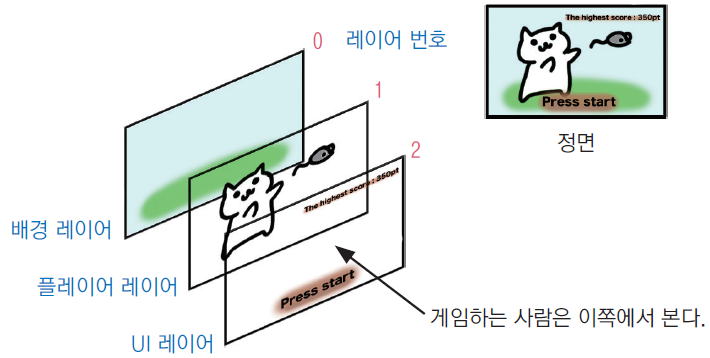 0
레이어 번호
1
2
The highest score : 350pt
Press start
정면
The highest score : 350pt
배경 레이어
플레이어 레이어
Press start
게임하는 사람은 이쪽에서 본다.
UI 레이어